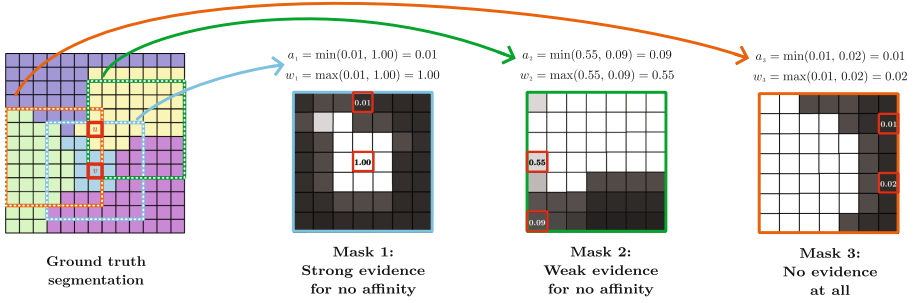 a₁ = min(0.01, 1.00) = 0.01
w₁ = max(0.01, 1.00) = 1.00
a₂ = min(0.55, 0.09) = 0.09
w₂ = max(0.55, 0.09) = 0.55
a₃ = min(0.01, 0.02) = 0.01
w₃ = max(0.01, 0.02) = 0.02
u
v
0.01
1.00
0.55
0.09
0.01
0.02
Ground truth
segmentation
Mask 1:
Strong evidence
for no affinity
Mask 2:
Weak evidence
for no affinity
Mask 3:
No evidence
at all